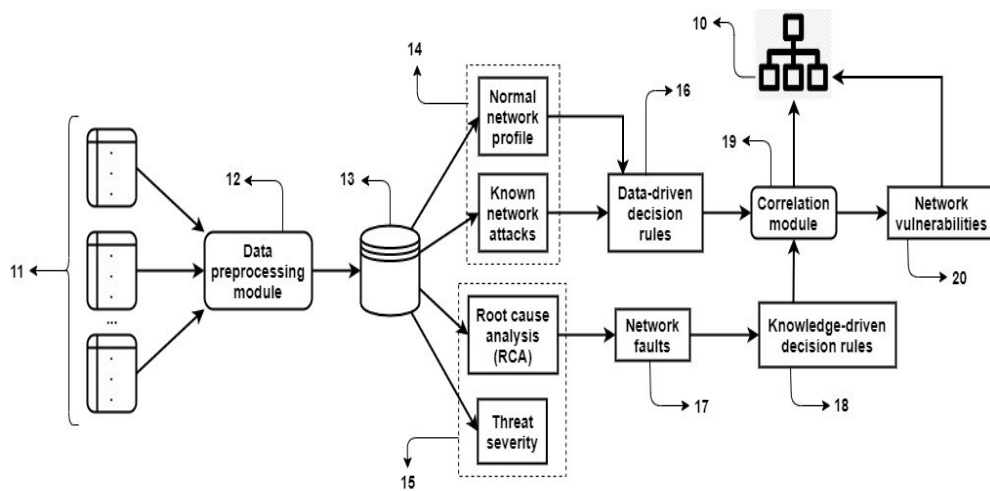 14
10
Normal
network
profile
16
19
12
13
Known
network
attacks
Data-driven
decision
rules
Correlation
module
Network
vulnerabilities
11
Data
preprocessing
module
20
...
Root cause
analysis
(RCA)
Network
faults
Knowledge-driven
decision rules
17
18
Threat
severity
15